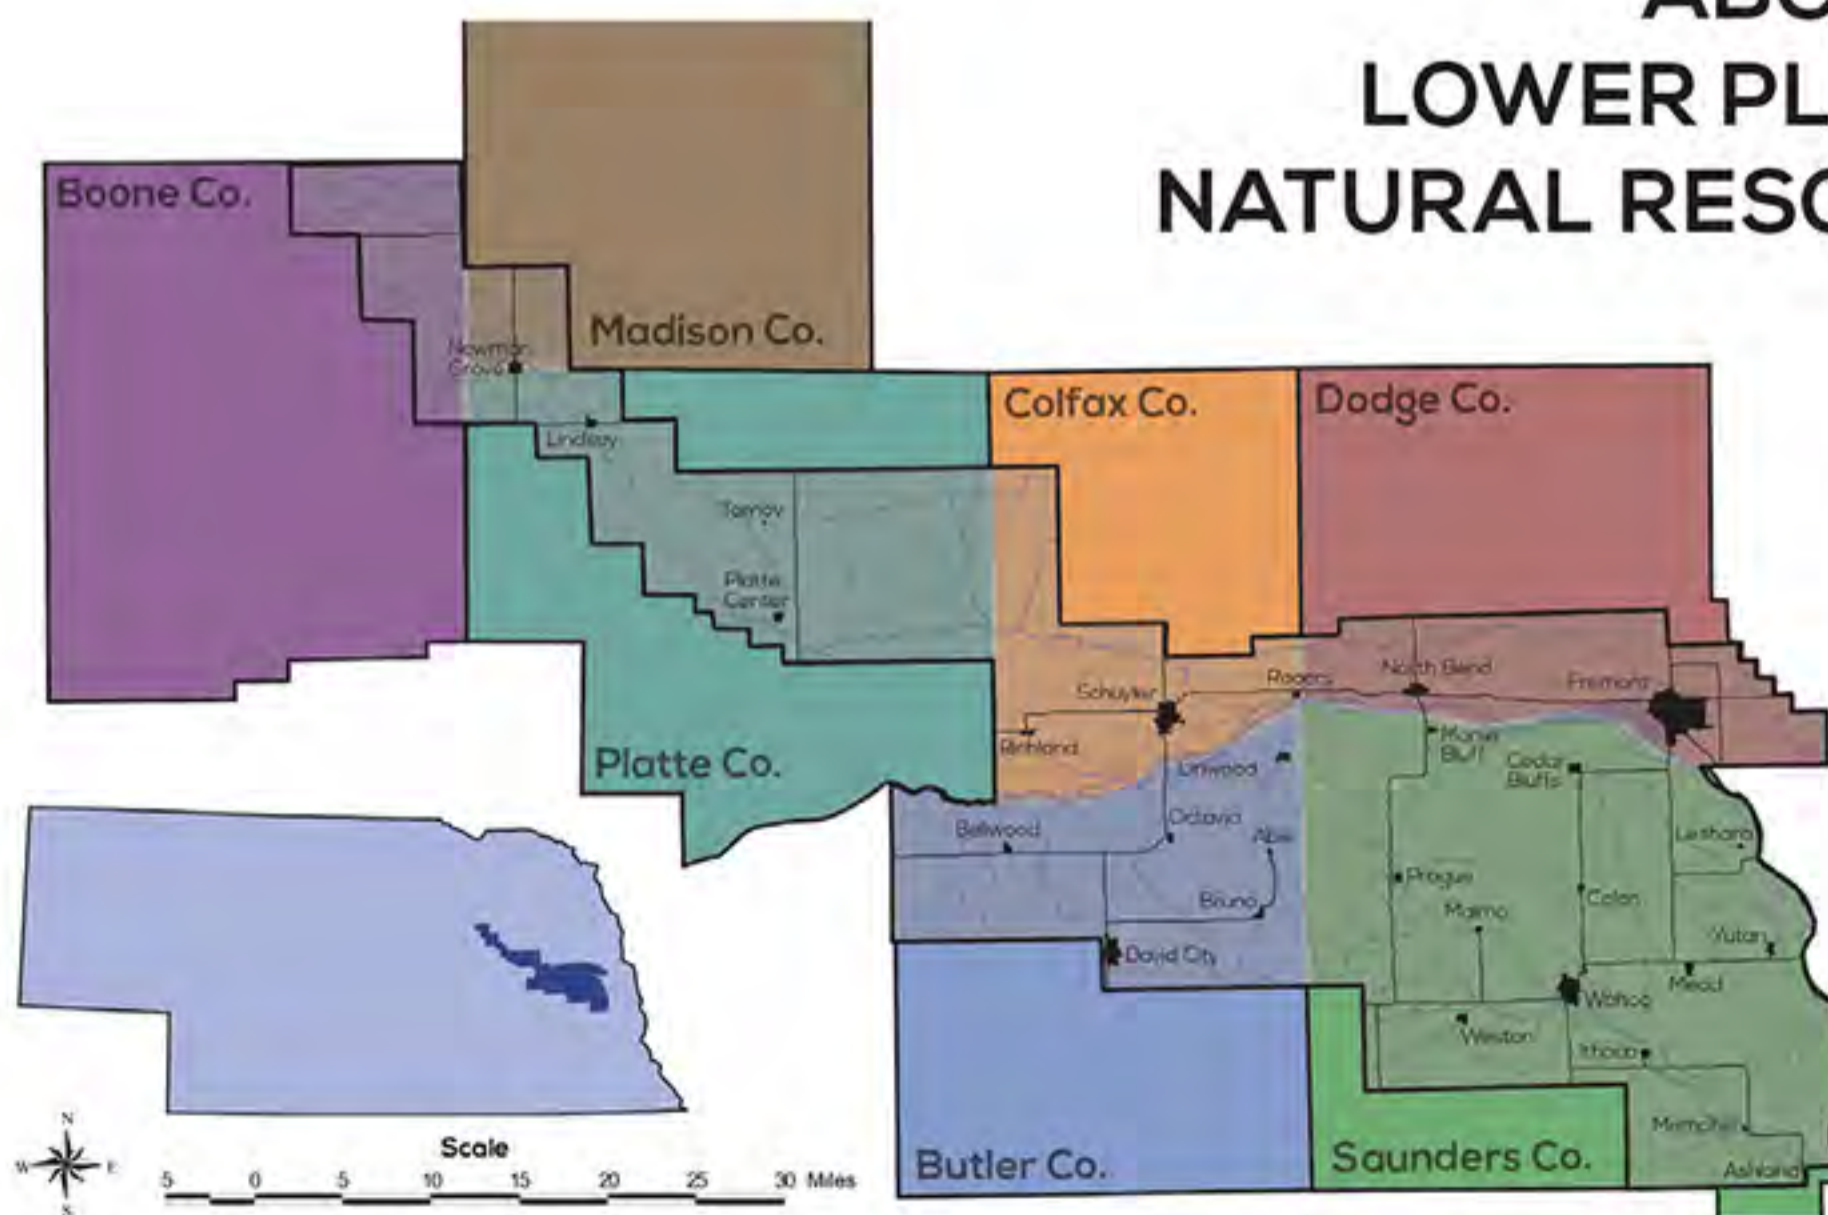 LOWER PL
NATURAL RESO
Boone Co.
Madison Co.
Newman
Grove
Colfax Co.
Dodge Co.
Lindsay
Tarnov
Platte
Center
North Bend
Rogers
Fremont
Schuyler
Richland
Morse
Bluff
Linwood
Cedar
Bluffs
Platte Co.
Bellwood
Octavia
Abie
Leshara
Prague
Bruno
Colon
Malmo
Yutan
David City
Mead
Wahoo
Weston
Ithaca
Memphis
Ashland
Butler Co.
Saunders Co.
N
W E
S
Scale
5 0 5 10 15 20 25 30 Miles